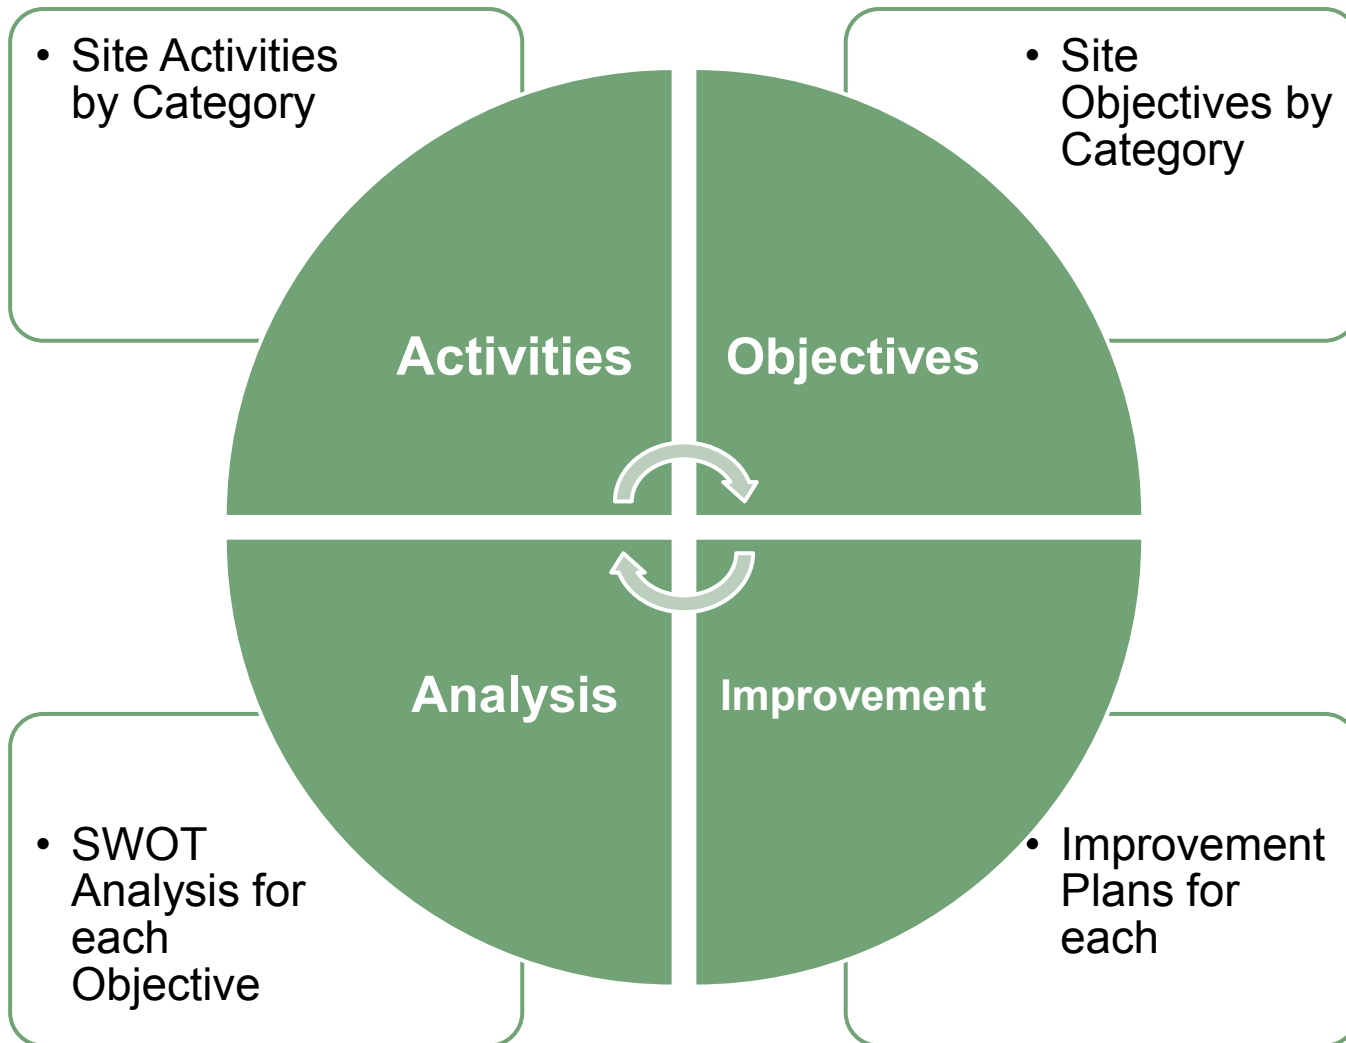 • Site Activities
by Category
• Site
Objectives by
Category
Activities
Objectives
Analysis
Improvement
• SWOT
Analysis for
each
Objective
• Improvement
Plans for
each